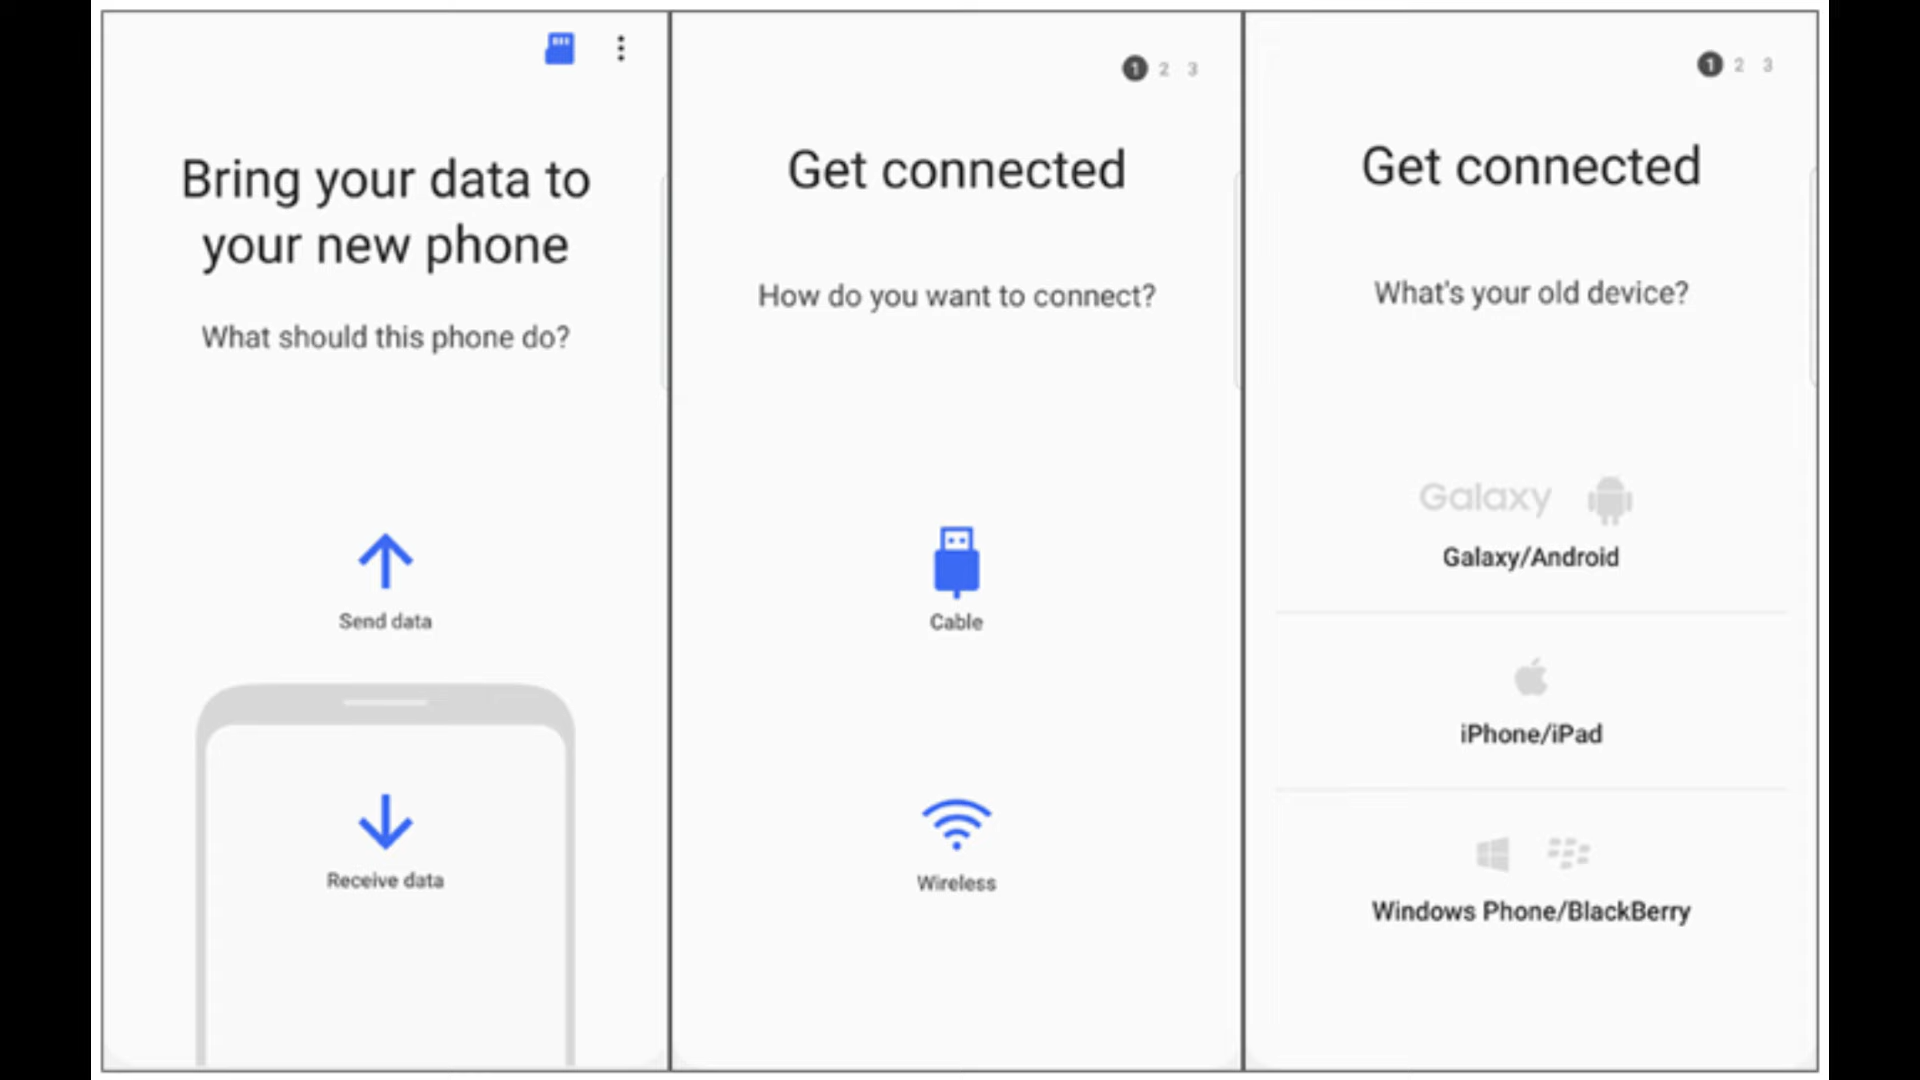 Bring your data to
your new phone
What should this phone do?
Send data
Receive data
1 2 3
Get connected
How do you want to connect?
Cable
Wireless
1 2 3
Get connected
What's your old device?
Galaxy
Galaxy/Android
iPhone/iPad
Windows Phone/BlackBerry